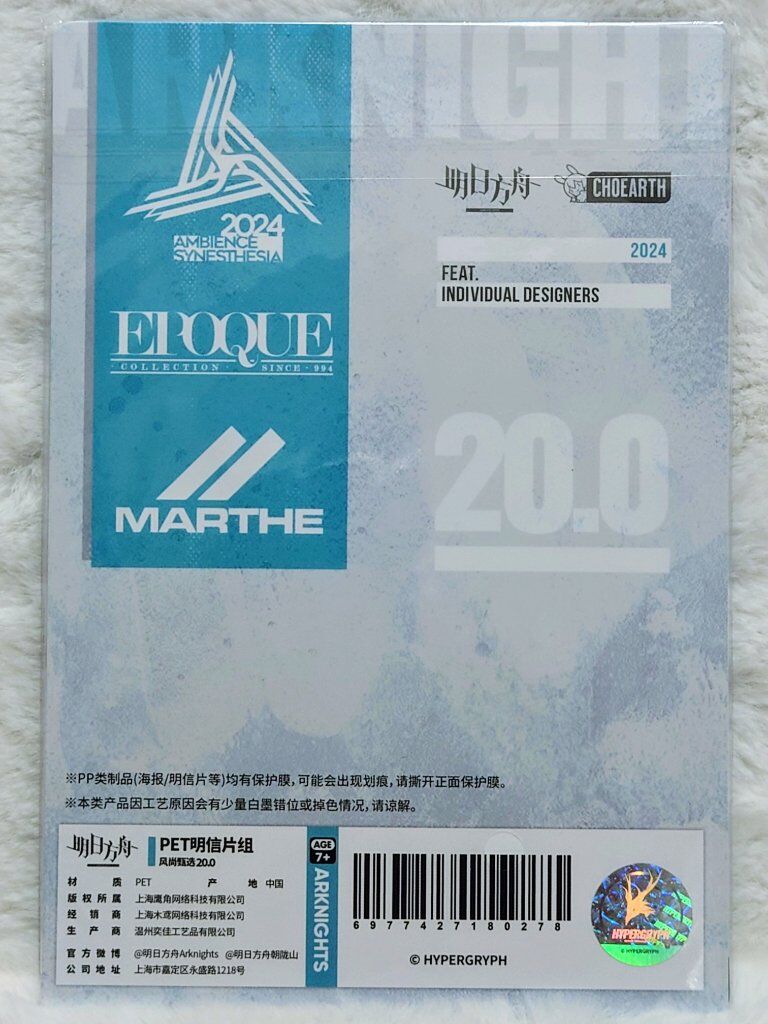 ARKNIGHT
2024
AMBIENCE
SYNESTHESIA
EPOQUE
·COLLECTION· SINCE·994
MARTHE
明日方舟 CHOEARTH
2024
FEAT.
INDIVIDUAL DESIGNERS
20.0
※PP类制品(海报/明信片等)均有保护膜,可能会出现划痕,请撕开正面保护膜。
※本类产品因工艺原因会有少量白墨错位或掉色情况,请谅解。
明日方舟 PET明信片组
风尚甄选20.0
材质 PET 产地 中国
版权所属 上海鹰角网络科技有限公司
经销商 上海木鸢网络科技有限公司
生产商 温州奕佳工艺品有限公司
官方微博 @明日方舟Arknights @明日方舟朝陇山
公司地址 上海市嘉定区永盛路1218号
AGE
7+
ARKNIGHTS
6977427180278
© HYPERGRYPH
HYPERGRYPH
© HYPERGRYPH